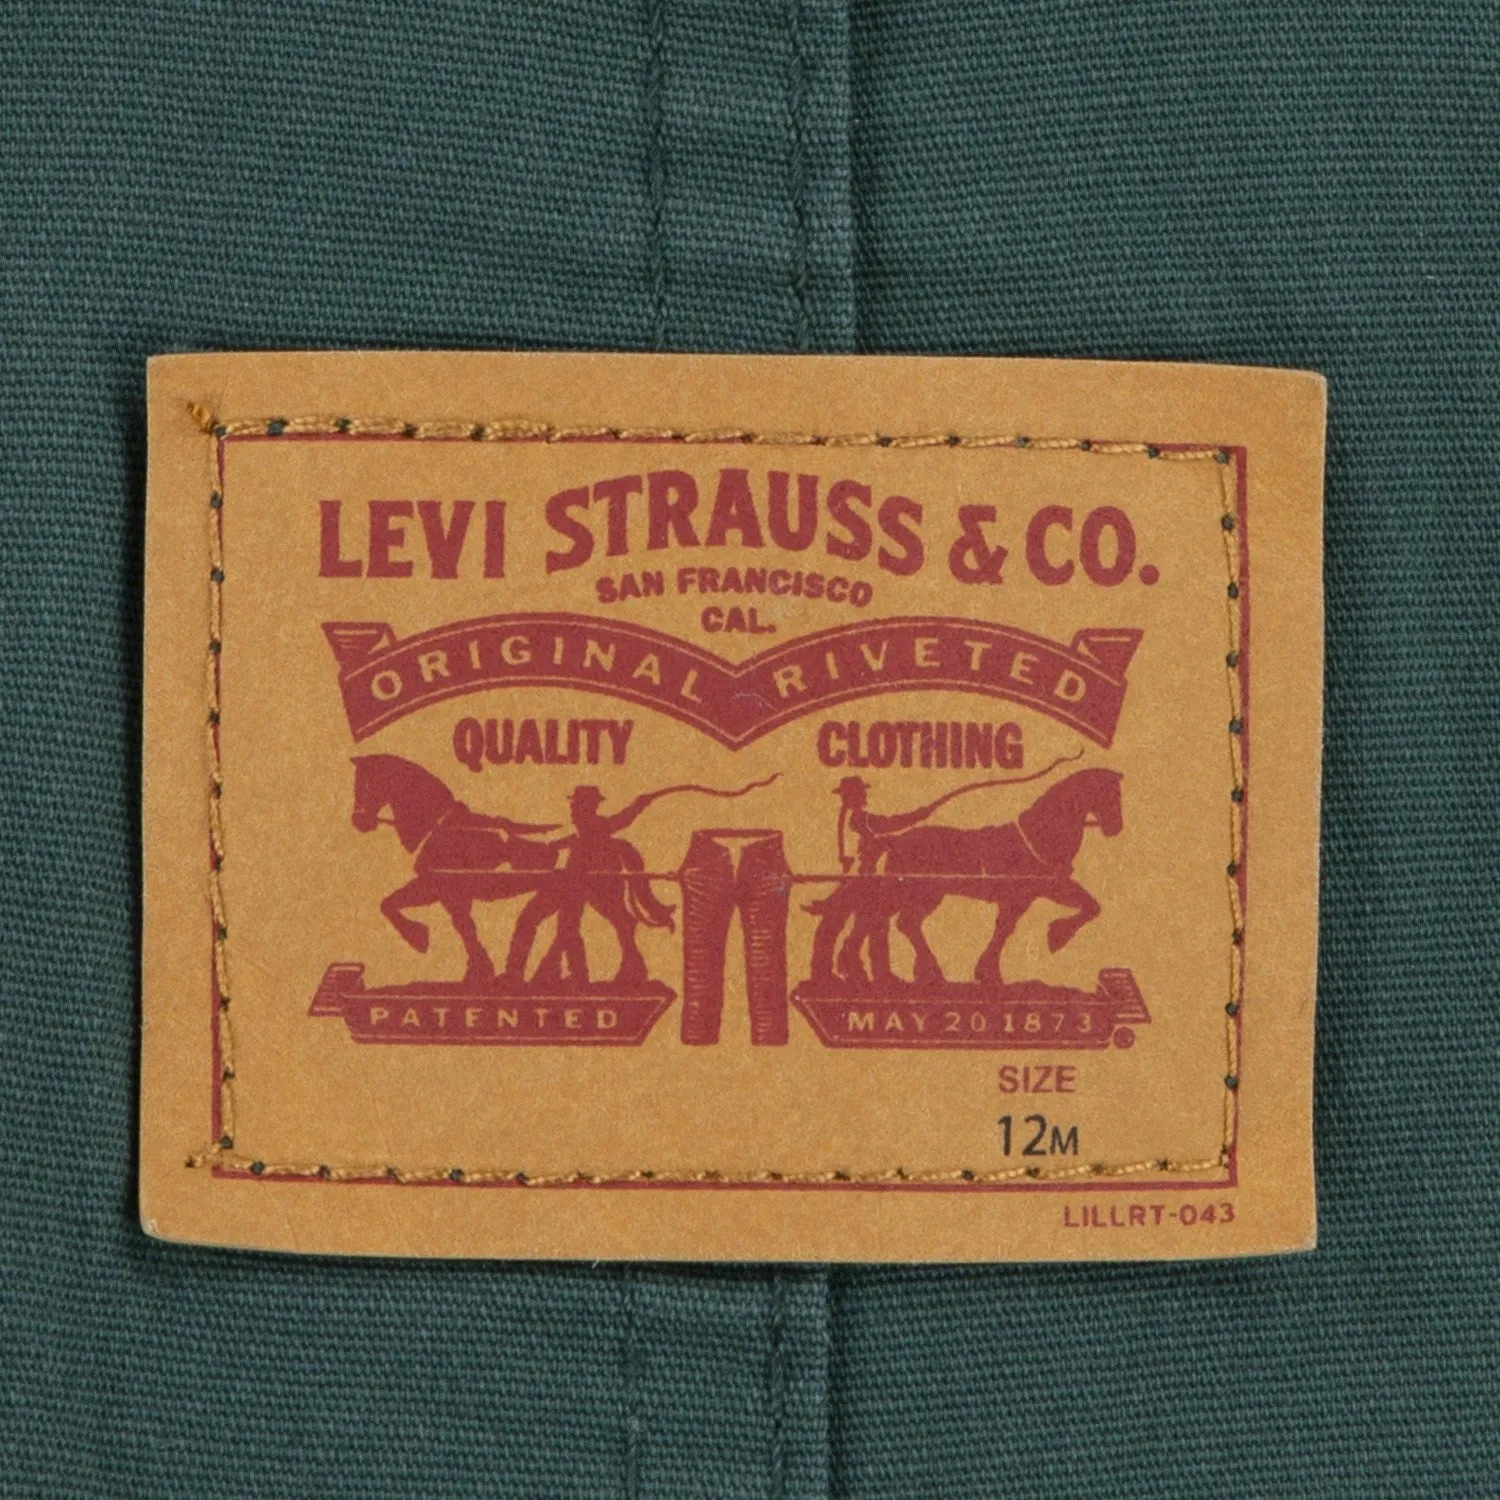 LEVI STRAUSS & CO.
SAN FRANCISCO
CAL.
ORIGINAL RIVETED
QUALITY CLOTHING
PATENTED MAY 20 1873
®
SIZE
12M
LILLRT-043